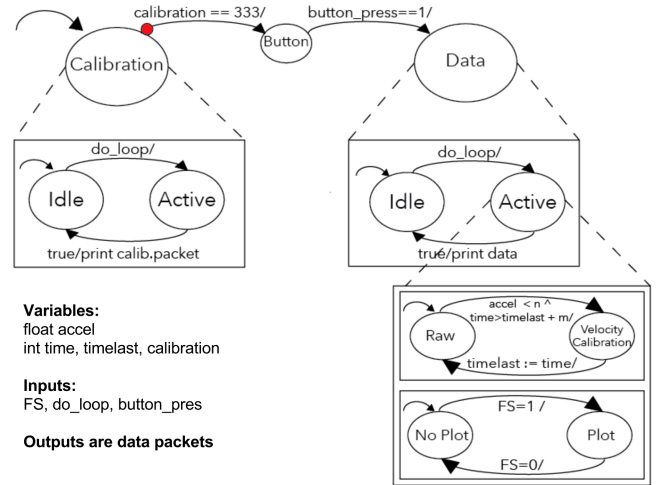 calibration == 333/
button_press==1/
Calibration
Button
Data
do_loop/
Idle
Active
true/print calib.packet
do_loop/
Idle
Active
true/print data
accel < n ^
time>timelast + m/
Raw
Velocity
Calibration
timelast := time/
FS=1 /
No Plot
Plot
FS=0/
Variables:
float accel
int time, timelast, calibration
Inputs:
FS, do_loop, button_pres
Outputs are data packets